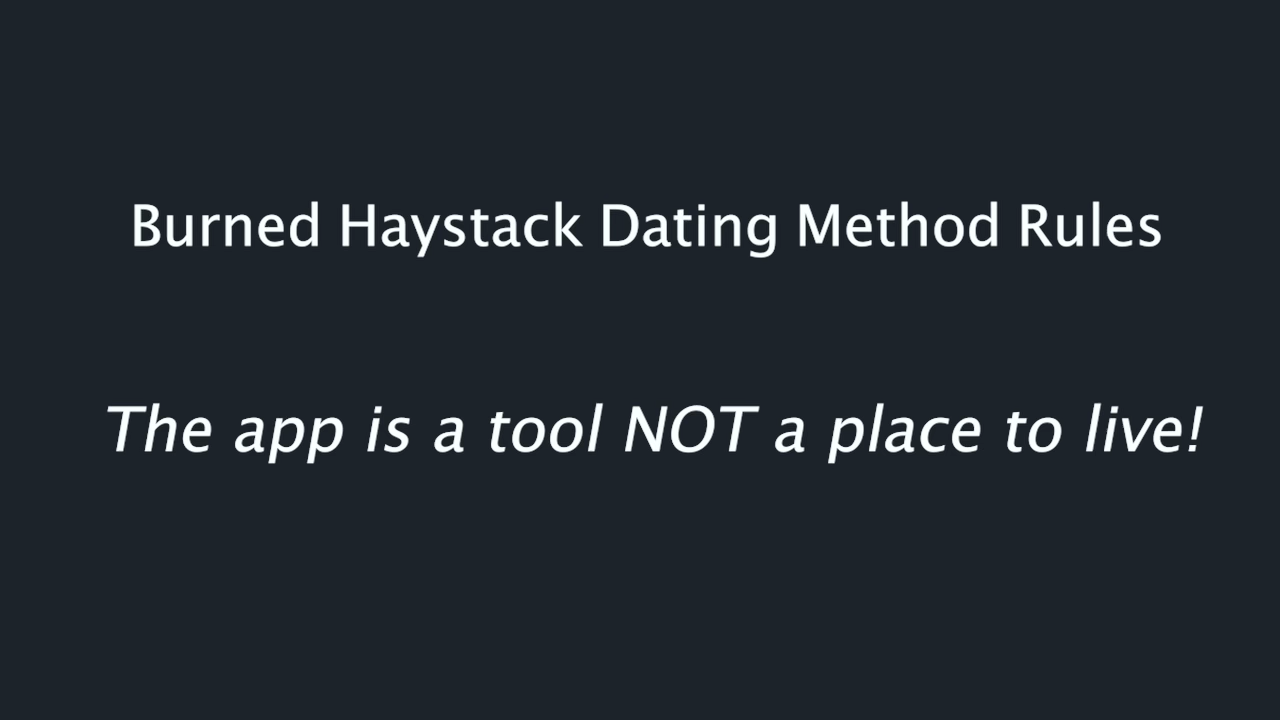 Burned Haystack Dating Method Rules
The app is a tool NOT a place to live!